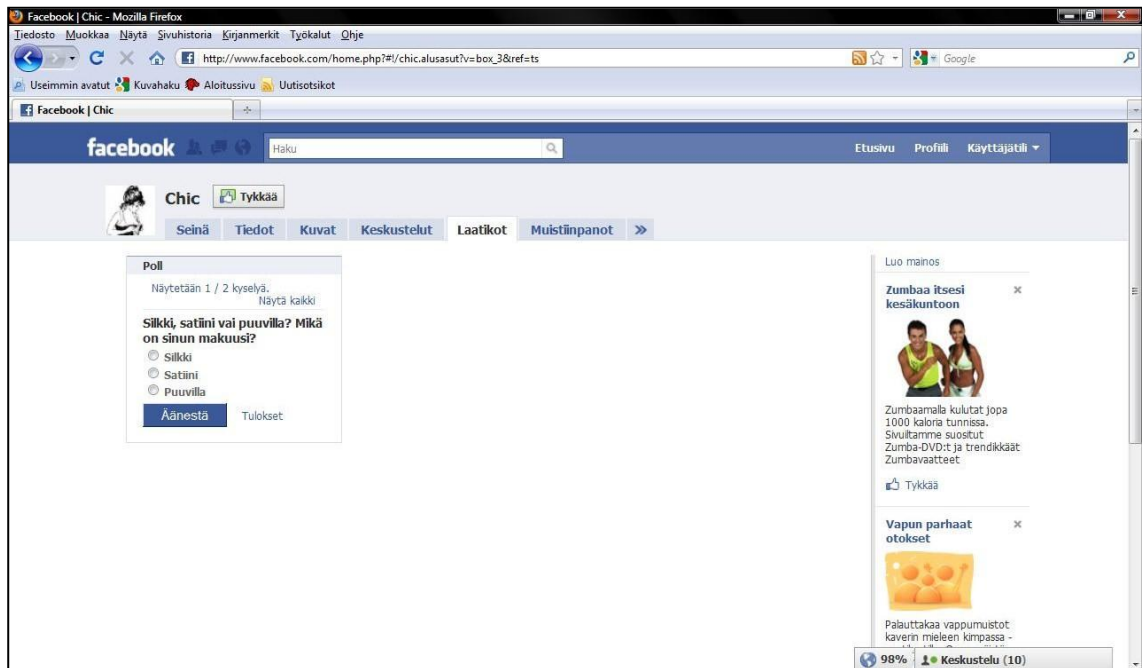 Facebook | Chic - Mozilla Firefox
Tiedosto Muokkaa Näytä Sivuhistoria Kirjanmerkit Työkalut Ohje
http://www.facebook.com/home.php?#!/chic.alusasut?v=box_3&ref=ts
Google
Useimmin avatut Kuvahaku Aloitussivu Uutisotsikot
Facebook | Chic
facebook
Haku
Etusivu Profiili Käyttäjätili
Chic Tykkää
Seinä Tiedot Kuvat Keskustelut Laatikot Muistiinpanot »
Poll
Näytetään 1 / 2 kyselyä.
Näytä kaikki
Silkki, satiini vai puuvilla? Mikä
on sinun makuusi?
Silkki
Satiini
Puuvilla
Äänestä Tulokset
Luo mainos
Zumbaa itsesi
kesäkuntoon
Zumbaamalla kulutat jopa
1000 kaloria tunnissa.
Sivuiltamme suositut
Zumba-DVD:t ja trendikkäät
Zumbavaatteet
Tykkää
Vapun parhaat
otokset
Palauttakaa vappumuistot
kaverin mieleen kimpassa -
98% Keskustelu (10)